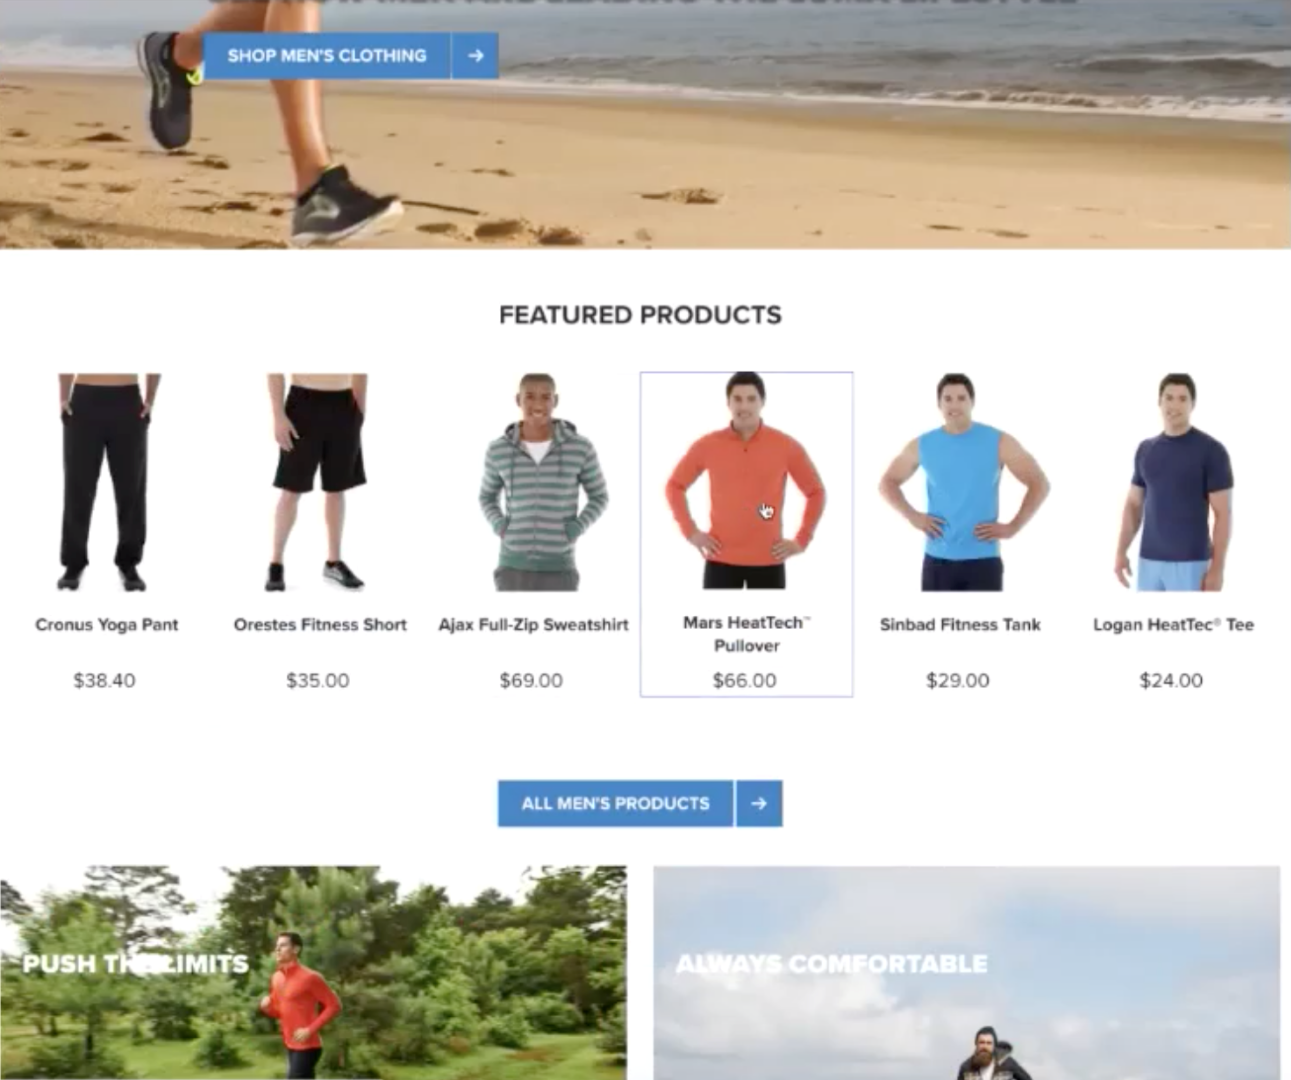 SHOP MEN'S CLOTHING
FEATURED PRODUCTS
Cronus Yoga Pant
$38.40
Orestes Fitness Short
$35.00
Ajax Full-Zip Sweatshirt
$69.00
Mars HeatTech™
Pullover
$66.00
Sinbad Fitness Tank
$29.00
Logan HeatTec® Tee
$24.00
ALL MEN'S PRODUCTS
PUSH THE LIMITS
ALWAYS COMFORTABLE